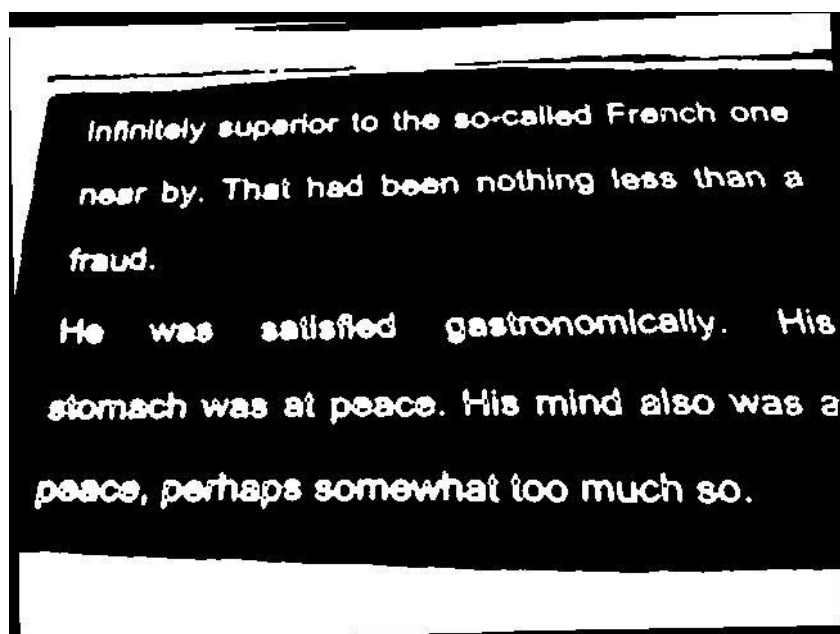 infinitely superior to the so-called French one
near by. That had been nothing less than a
fraud.
He was satisfied gastronomically. His
stomach was at peace. His mind also was a
peace, perhaps somewhat too much so.